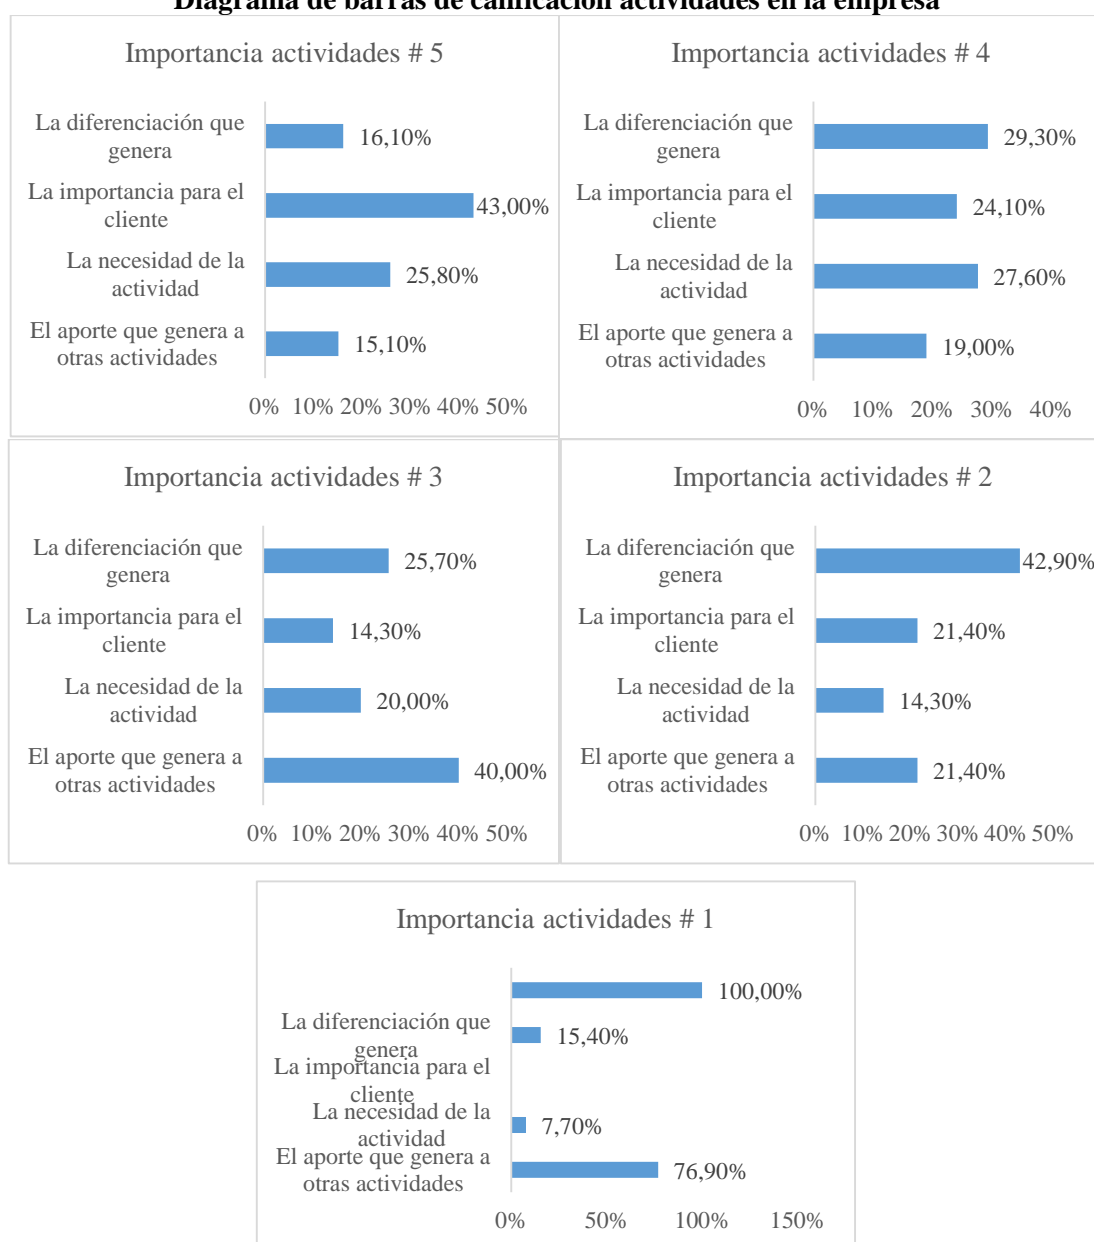 Diagrama de barras de calificación actividades en la empresa
Importancia actividades # 5
La diferenciación que
genera
16,10%
La importancia para el
cliente
43,00%
La necesidad de la
actividad
25,80%
El aporte que genera a
otras actividades
15,10%
0% 10% 20% 30% 40% 50%
Importancia actividades # 4
La diferenciación que
genera
29,30%
La importancia para el
cliente
24,10%
La necesidad de la
actividad
27,60%
El aporte que genera a
otras actividades
19,00%
0% 10% 20% 30% 40%
Importancia actividades # 3
La diferenciación que
genera
25,70%
La importancia para el
cliente
14,30%
La necesidad de la
actividad
20,00%
El aporte que genera a
otras actividades
40,00%
0% 10% 20% 30% 40% 50%
Importancia actividades # 2
La diferenciación que
genera
42,90%
La importancia para el
cliente
21,40%
La necesidad de la
actividad
14,30%
El aporte que genera a
otras actividades
21,40%
0% 10% 20% 30% 40% 50%
Importancia actividades # 1
100,00%
La diferenciación que
genera
15,40%
La importancia para el
cliente
La necesidad de la
actividad
7,70%
El aporte que genera a
otras actividades
76,90%
0% 50% 100% 150%